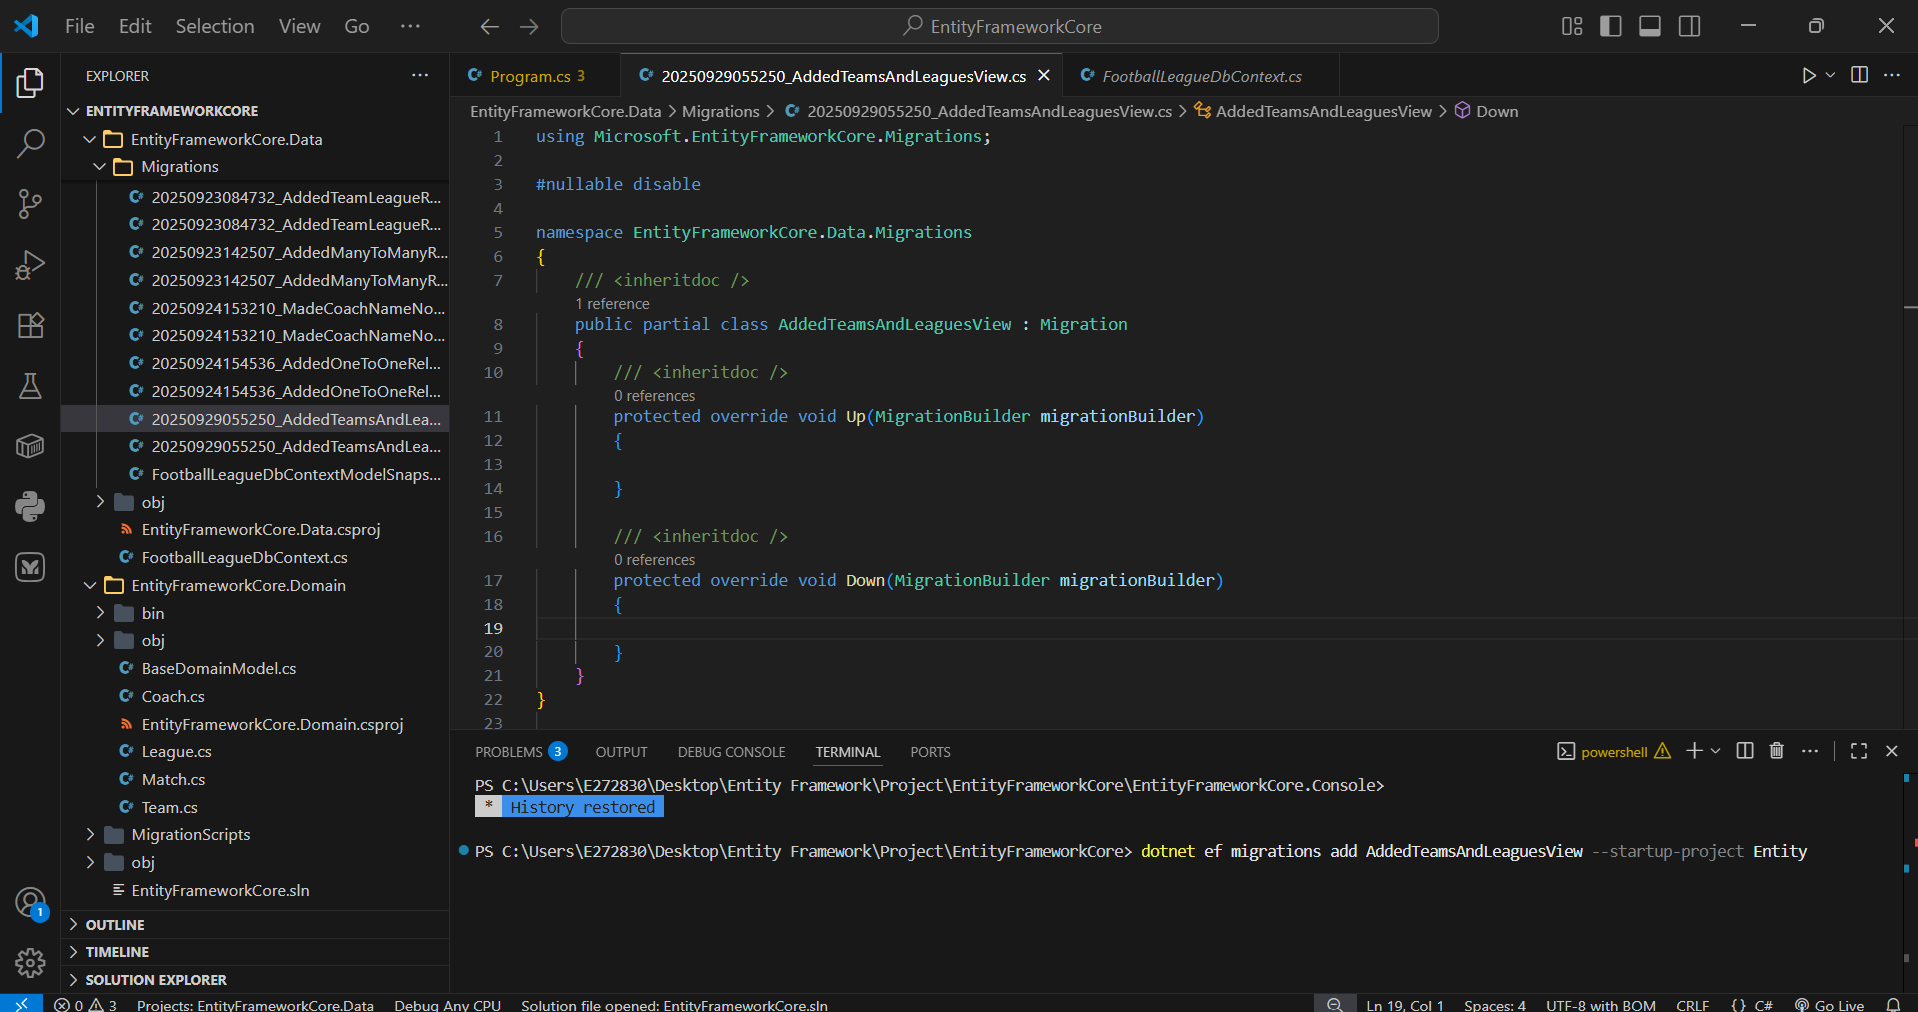 File Edit Selection View Go ··· EntityFrameworkCore
EXPLORER ···
ENTITYFRAMEWORKCORE
EntityFrameworkCore.Data
Migrations
C# 20250923084732_AddedTeamLeagueR...
C# 20250923084732_AddedTeamLeagueR...
C# 20250923142507_AddedManyToManyR...
C# 20250923142507_AddedManyToManyR...
C# 20250924153210_MadeCoachNameNo...
C# 20250924153210_MadeCoachNameNo...
C# 20250924154536_AddedOneToOneRel...
C# 20250924154536_AddedOneToOneRel...
C# 20250929055250_AddedTeamsAndLea...
C# 20250929055250_AddedTeamsAndLea...
C# FootballLeagueDbContextModelSnaps...
obj
EntityFrameworkCore.Data.csproj
C# FootballLeagueDbContext.cs
EntityFrameworkCore.Domain
bin
obj
C# BaseDomainModel.cs
C# Coach.cs
EntityFrameworkCore.Domain.csproj
C# League.cs
C# Match.cs
C# Team.cs
MigrationScripts
obj
EntityFrameworkCore.sln
OUTLINE
TIMELINE
SOLUTION EXPLORER
1
C# Program.cs 3 C# 20250929055250_AddedTeamsAndLeaguesView.cs C# FootballLeagueDbContext.cs ···
EntityFrameworkCore.Data > Migrations > C# 20250929055250_AddedTeamsAndLeaguesView.cs > AddedTeamsAndLeaguesView > Down
1 using Microsoft.EntityFrameworkCore.Migrations;
2
3 #nullable disable
4
5 namespace EntityFrameworkCore.Data.Migrations
6 {
7 /// <inheritdoc />
1 reference
8 public partial class AddedTeamsAndLeaguesView : Migration
9 {
10 /// <inheritdoc />
0 references
11 protected override void Up(MigrationBuilder migrationBuilder)
12 {
13
14 }
15
16 /// <inheritdoc />
0 references
17 protected override void Down(MigrationBuilder migrationBuilder)
18 {
19
20 }
21 }
22 }
23
PROBLEMS 3 OUTPUT DEBUG CONSOLE TERMINAL PORTS powershell ···
PS C:\Users\E272830\Desktop\Entity Framework\Project\EntityFrameworkCore\EntityFrameworkCore.Console>
* History restored
PS C:\Users\E272830\Desktop\Entity Framework\Project\EntityFrameworkCore> dotnet ef migrations add AddedTeamsAndLeaguesView --startup-project Entity
0 3 Projects: EntityFrameworkCore.Data Debug Any CPU Solution file opened: EntityFrameworkCore.sln Ln 19, Col 1 Spaces: 4 UTF-8 with BOM CRLF {} C# Go Live